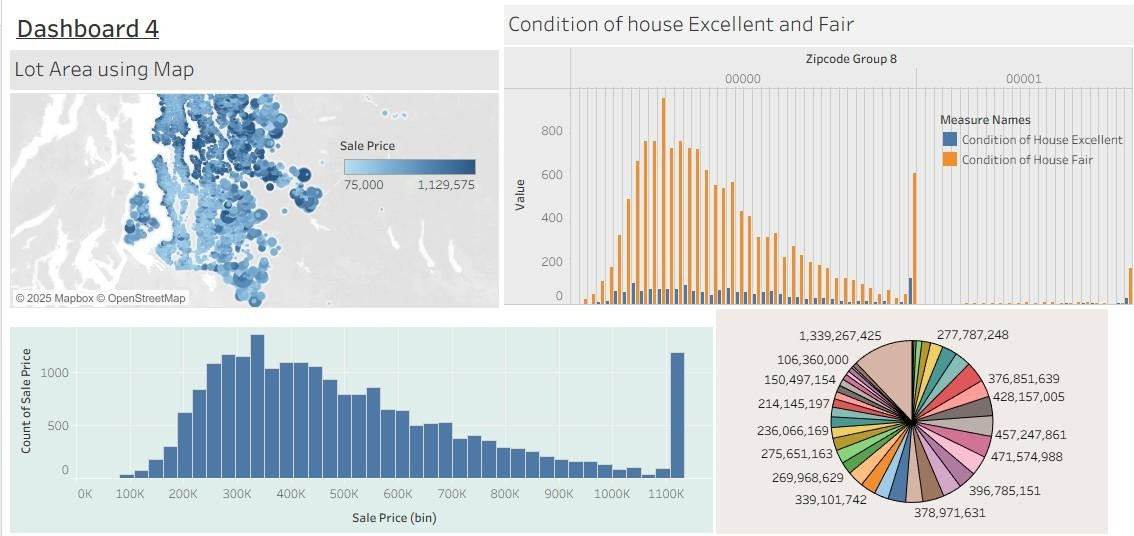 Dashboard 4
Lot Area using Map
Sale Price
75,000 1,129,575
© 2025 Mapbox © OpenStreetMap
Condition of house Excellent and Fair
Zipcode Group 8
00000 00001
Measure Names
Condition of House Excellent
Condition of House Fair
Value
800
600
400
200
0
Count of Sale Price
1000
500
0
0K 100K 200K 300K 400K 500K 600K 700K 800K 900K 1000K 1100K
Sale Price (bin)
1,339,267,425 277,787,248
106,360,000
150,497,154 376,851,639
428,157,005
214,145,197
236,066,169 457,247,861
275,651,163 471,574,988
269,968,629
396,785,151
339,101,742
378,971,631